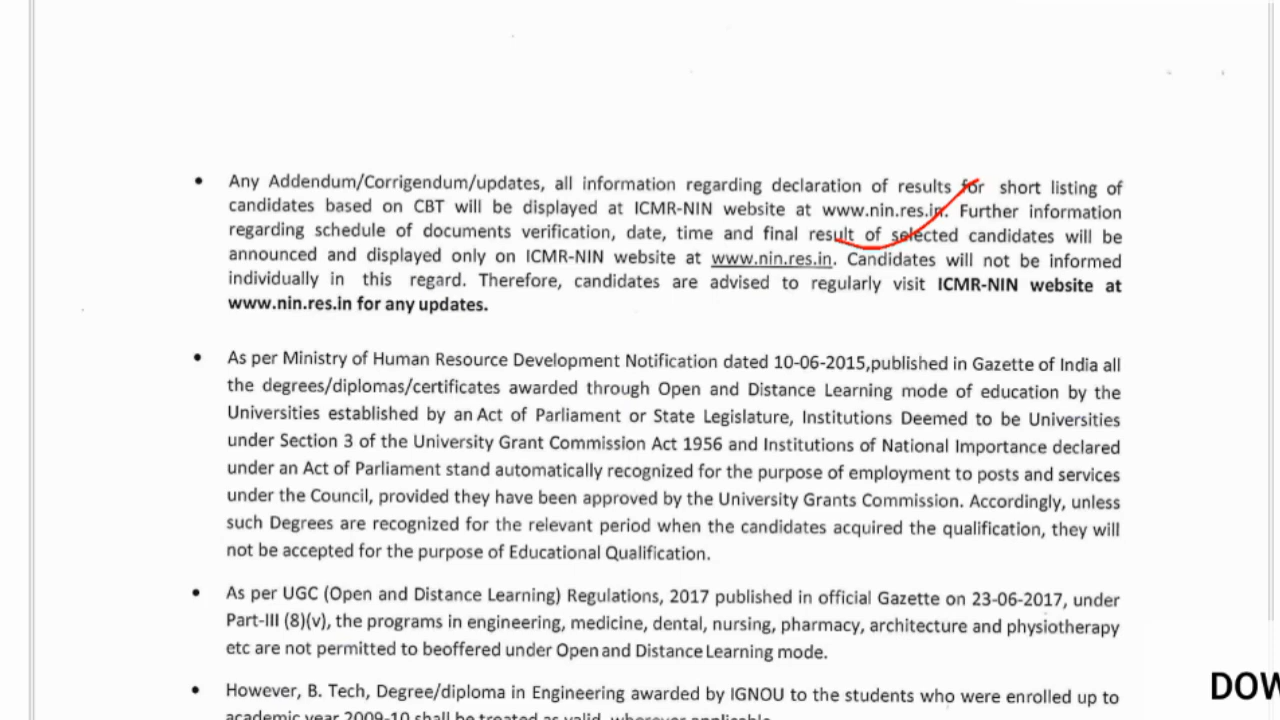 • Any Addendum/Corrigendum/updates, all information regarding declaration of results for short listing of
candidates based on CBT will be displayed at ICMR-NIN website at www.nin.res.in. Further information
regarding schedule of documents verification, date, time and final result of selected candidates will be
announced and displayed only on ICMR-NIN website at www.nin.res.in. Candidates will not be informed
individually in this regard. Therefore, candidates are advised to regularly visit ICMR-NIN website at
www.nin.res.in for any updates.
• As per Ministry of Human Resource Development Notification dated 10-06-2015,published in Gazette of India all
the degrees/diplomas/certificates awarded through Open and Distance Learning mode of education by the
Universities established by an Act of Parliament or State Legislature, Institutions Deemed to be Universities
under Section 3 of the University Grant Commission Act 1956 and Institutions of National Importance declared
under an Act of Parliament stand automatically recognized for the purpose of employment to posts and services
under the Council, provided they have been approved by the University Grants Commission. Accordingly, unless
such Degrees are recognized for the relevant period when the candidates acquired the qualification, they will
not be accepted for the purpose of Educational Qualification.
• As per UGC (Open and Distance Learning) Regulations, 2017 published in official Gazette on 23-06-2017, under
Part-III (8)(v), the programs in engineering, medicine, dental, nursing, pharmacy, architecture and physiotherapy
etc are not permitted to beoffered under Open and Distance Learning mode.
• However, B. Tech, Degree/diploma in Engineering awarded by IGNOU to the students who were enrolled up to
academic year 2009-10 shall be treated as valid, wherever applicable.
DOW